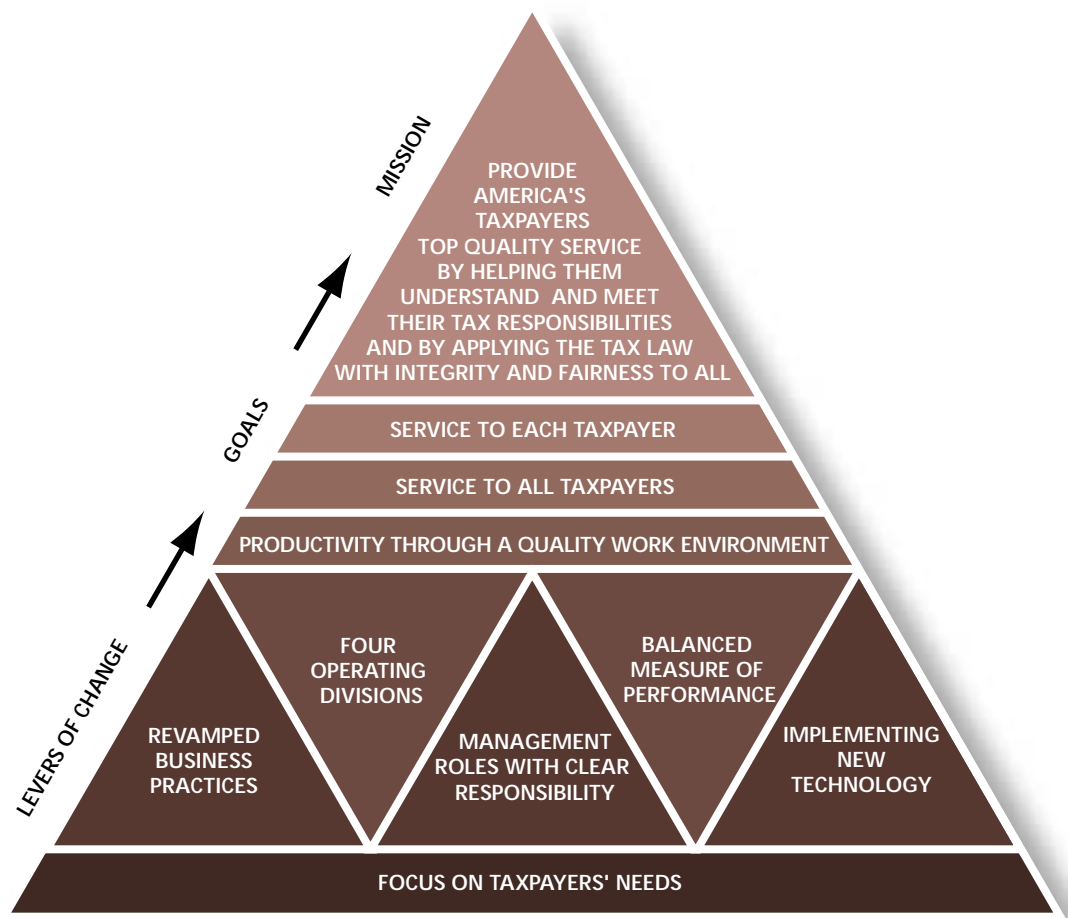 MISSION
PROVIDE
AMERICA'S
TAXPAYERS
TOP QUALITY SERVICE
BY HELPING THEM
UNDERSTAND AND MEET
THEIR TAX RESPONSIBILITIES
AND BY APPLYING THE TAX LAW
WITH INTEGRITY AND FAIRNESS TO ALL
GOALS
SERVICE TO EACH TAXPAYER
SERVICE TO ALL TAXPAYERS
PRODUCTIVITY THROUGH A QUALITY WORK ENVIRONMENT
LEVERS OF CHANGE
REVAMPED
BUSINESS
PRACTICES
FOUR
OPERATING
DIVISIONS
MANAGEMENT
ROLES WITH CLEAR
RESPONSIBILITY
BALANCED
MEASURE OF
PERFORMANCE
IMPLEMENTING
NEW
TECHNOLOGY
FOCUS ON TAXPAYERS' NEEDS